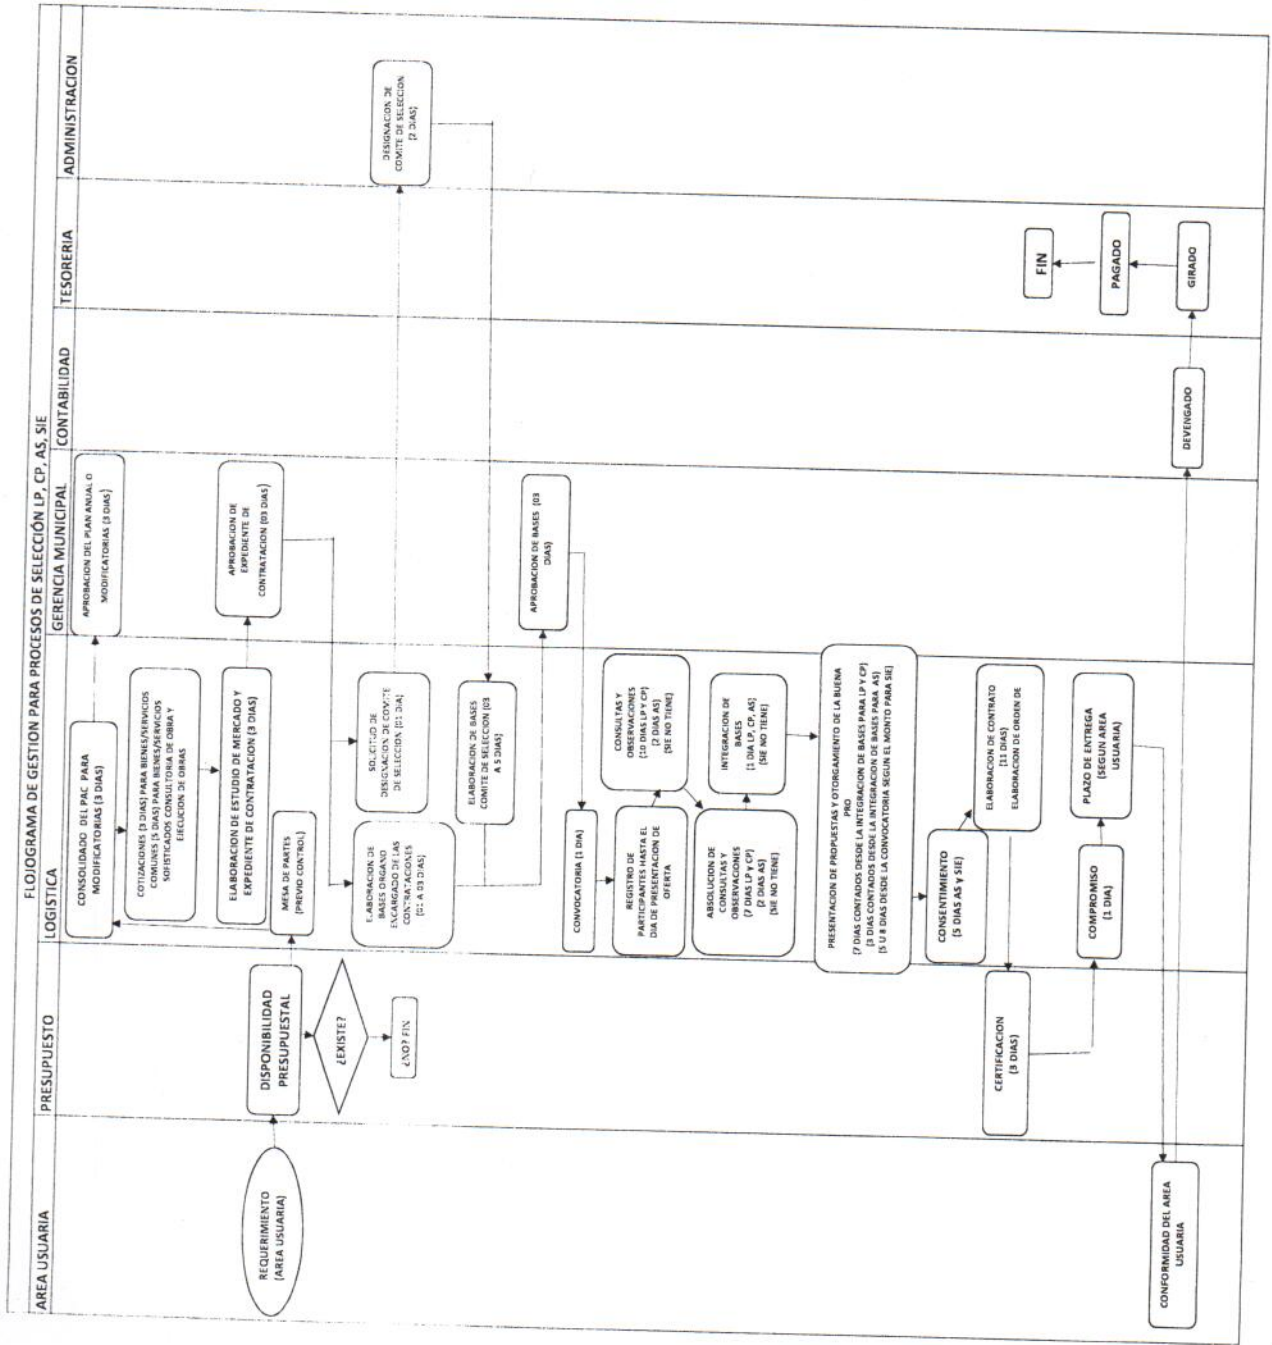 FLOJOGRAMA DE GESTION PARA PROCESOS DE SELECCIÓN LP, CP, AS, SIE
AREA USUARIA
PRESUPUESTO
LOGISTICA
GERENCIA MUNICIPAL
CONTABILIDAD
TESORERIA
ADMINISTRACION
CONSOLIDADO DEL PAC PARA
MODIFICATORIAS (3 DIAS)
APROBACION DEL PLAN ANUAL O
MODIFICATORIAS (3 DIAS)
COTIZACIONES (3 DIAS) PARA BIENES/SERVICIOS
COMUNES (5 DIAS) PARA BIENES/SERVICIOS
SOFISTICADOS CONSULTORIA DE OBRA Y
EJECUCION DE OBRAS
ELABORACION DE ESTUDIO DE MERCADO Y
EXPEDIENTE DE CONTRATACION (3 DIAS)
APROBACION DE
EXPEDIENTE DE
CONTRATACION (03 DIAS)
REQUERIMIENTO
(AREA USUARIA)
DISPONIBILIDAD
PRESUPUESTAL
MESA DE PARTES
(PREVIO CONTROL)
¿EXISTE?
¿NO? FIN
ELABORACION DE
BASES ORGANO
ENCARGADO DE LAS
CONTRATACIONES
(01 A 03 DIAS)
SOLICITUD DE
DESIGNACION DE COMITE
DE SELECCION (01 DIA)
DESIGNACION DE
COMITE DE SELECCION
(2 DIAS)
ELABORACION DE BASES
COMITE DE SELECCION (03
A 5 DIAS)
APROBACION DE BASES (03
DIAS)
CONVOCATORIA (1 DIA)
REGISTRO DE
PARTICIPANTES HASTA EL
DIA DE PRESENTACION DE
OFERTA
CONSULTAS Y
OBSERVACIONES
(10 DIAS LP Y CP)
(2 DIAS AS)
(SIE NO TIENE)
ABSOLUCION DE
CONSULTAS Y
OBSERVACIONES
(7 DIAS LP y CP)
(2 DIAS AS)
(SIE NO TIENE)
INTEGRACION DE
BASES
(1 DIA LP, CP, AS)
(SIE NO TIENE)
PRESENTACION DE PROPUESTAS Y OTORGAMIENTO DE LA BUENA
PRO
(7 DIAS CONTADOS DESDE LA INTEGRACION DE BASES PARA LP Y CP)
(3 DIAS CONTADOS DESDE LA INTEGRACION DE BASES PARA AS)
(5 U 8 DIAS DESDE LA CONVOCATORIA SEGUN EL MONTO PARA SIE)
CONSENTIMIENTO
(5 DIAS AS y SIE)
ELABORACION DE CONTRATO
(11 DIAS)
ELABORACION DE ORDEN DE
CERTIFICACION
(3 DIAS)
COMPROMISO
(1 DIA)
PLAZO DE ENTREGA
(SEGUN AREA
USUARIA)
CONFORMIDAD DEL AREA
USUARIA
DEVENGADO
GIRADO
PAGADO
FIN